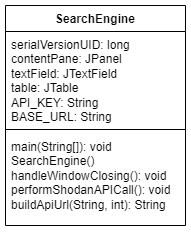 SearchEngine
serialVersionUID: long
contentPane: JPanel
textField: JTextField
table: JTable
API_KEY: String
BASE_URL: String
main(String[]): void
SearchEngine()
handleWindowClosing(): void
performShodanAPICall(): void
buildApiUrl(String, int): String